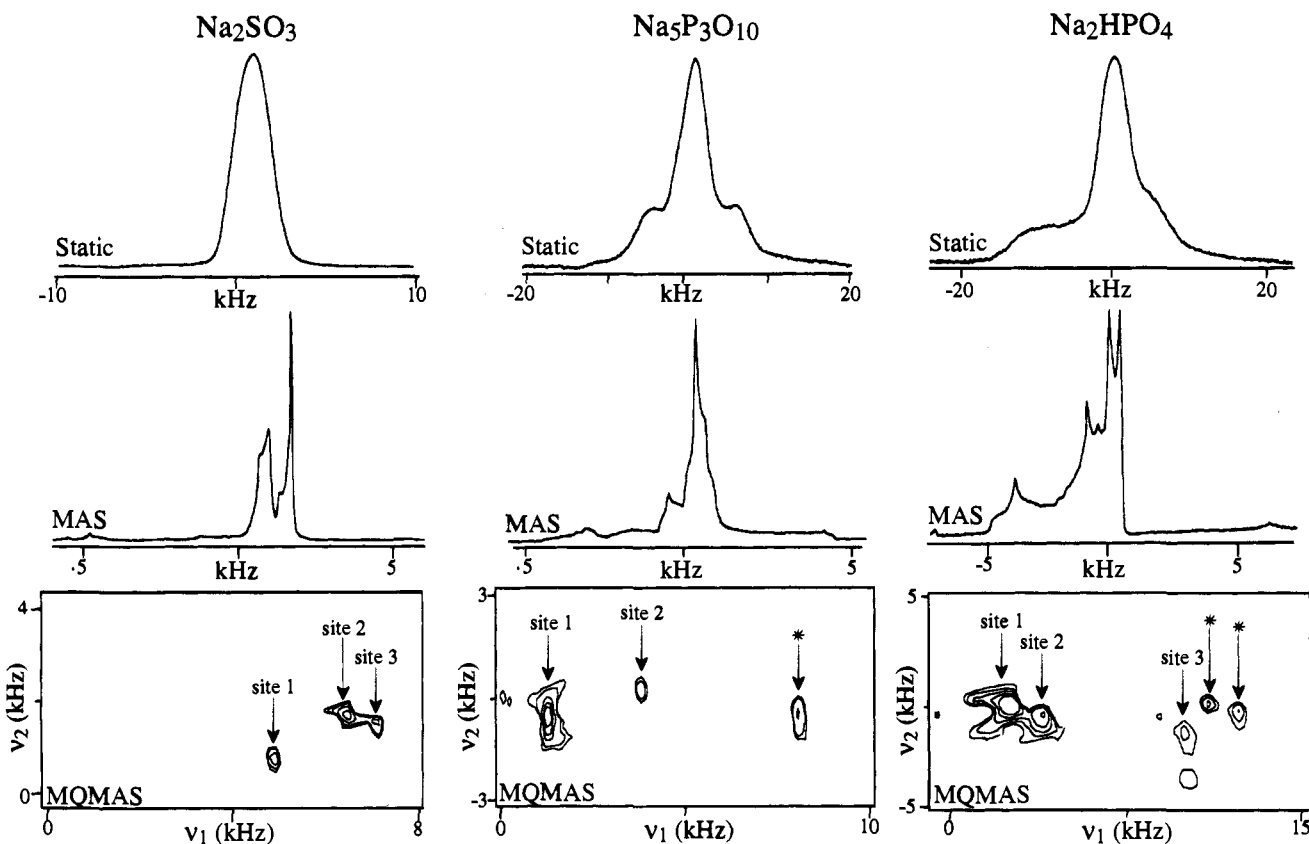 Na2SO3
Na5P3O10
Na2HPO4
Static
-10
kHz
10
Static
-20
kHz
20
Static
-20
kHz
20
MAS
.5
kHz
5
MAS
.5
kHz
5
MAS
-5
kHz
5
4
ν2 (kHz)
0
site 1
site 2
site 3
MQMAS
0
ν1 (kHz)
8
3
ν2 (kHz)
-3
site 1
site 2
*
MQMAS
0
ν1 (kHz)
10
5
ν2 (kHz)
-5
site 1
site 2
site 3
*
*
MQMAS
0
ν1 (kHz)
15